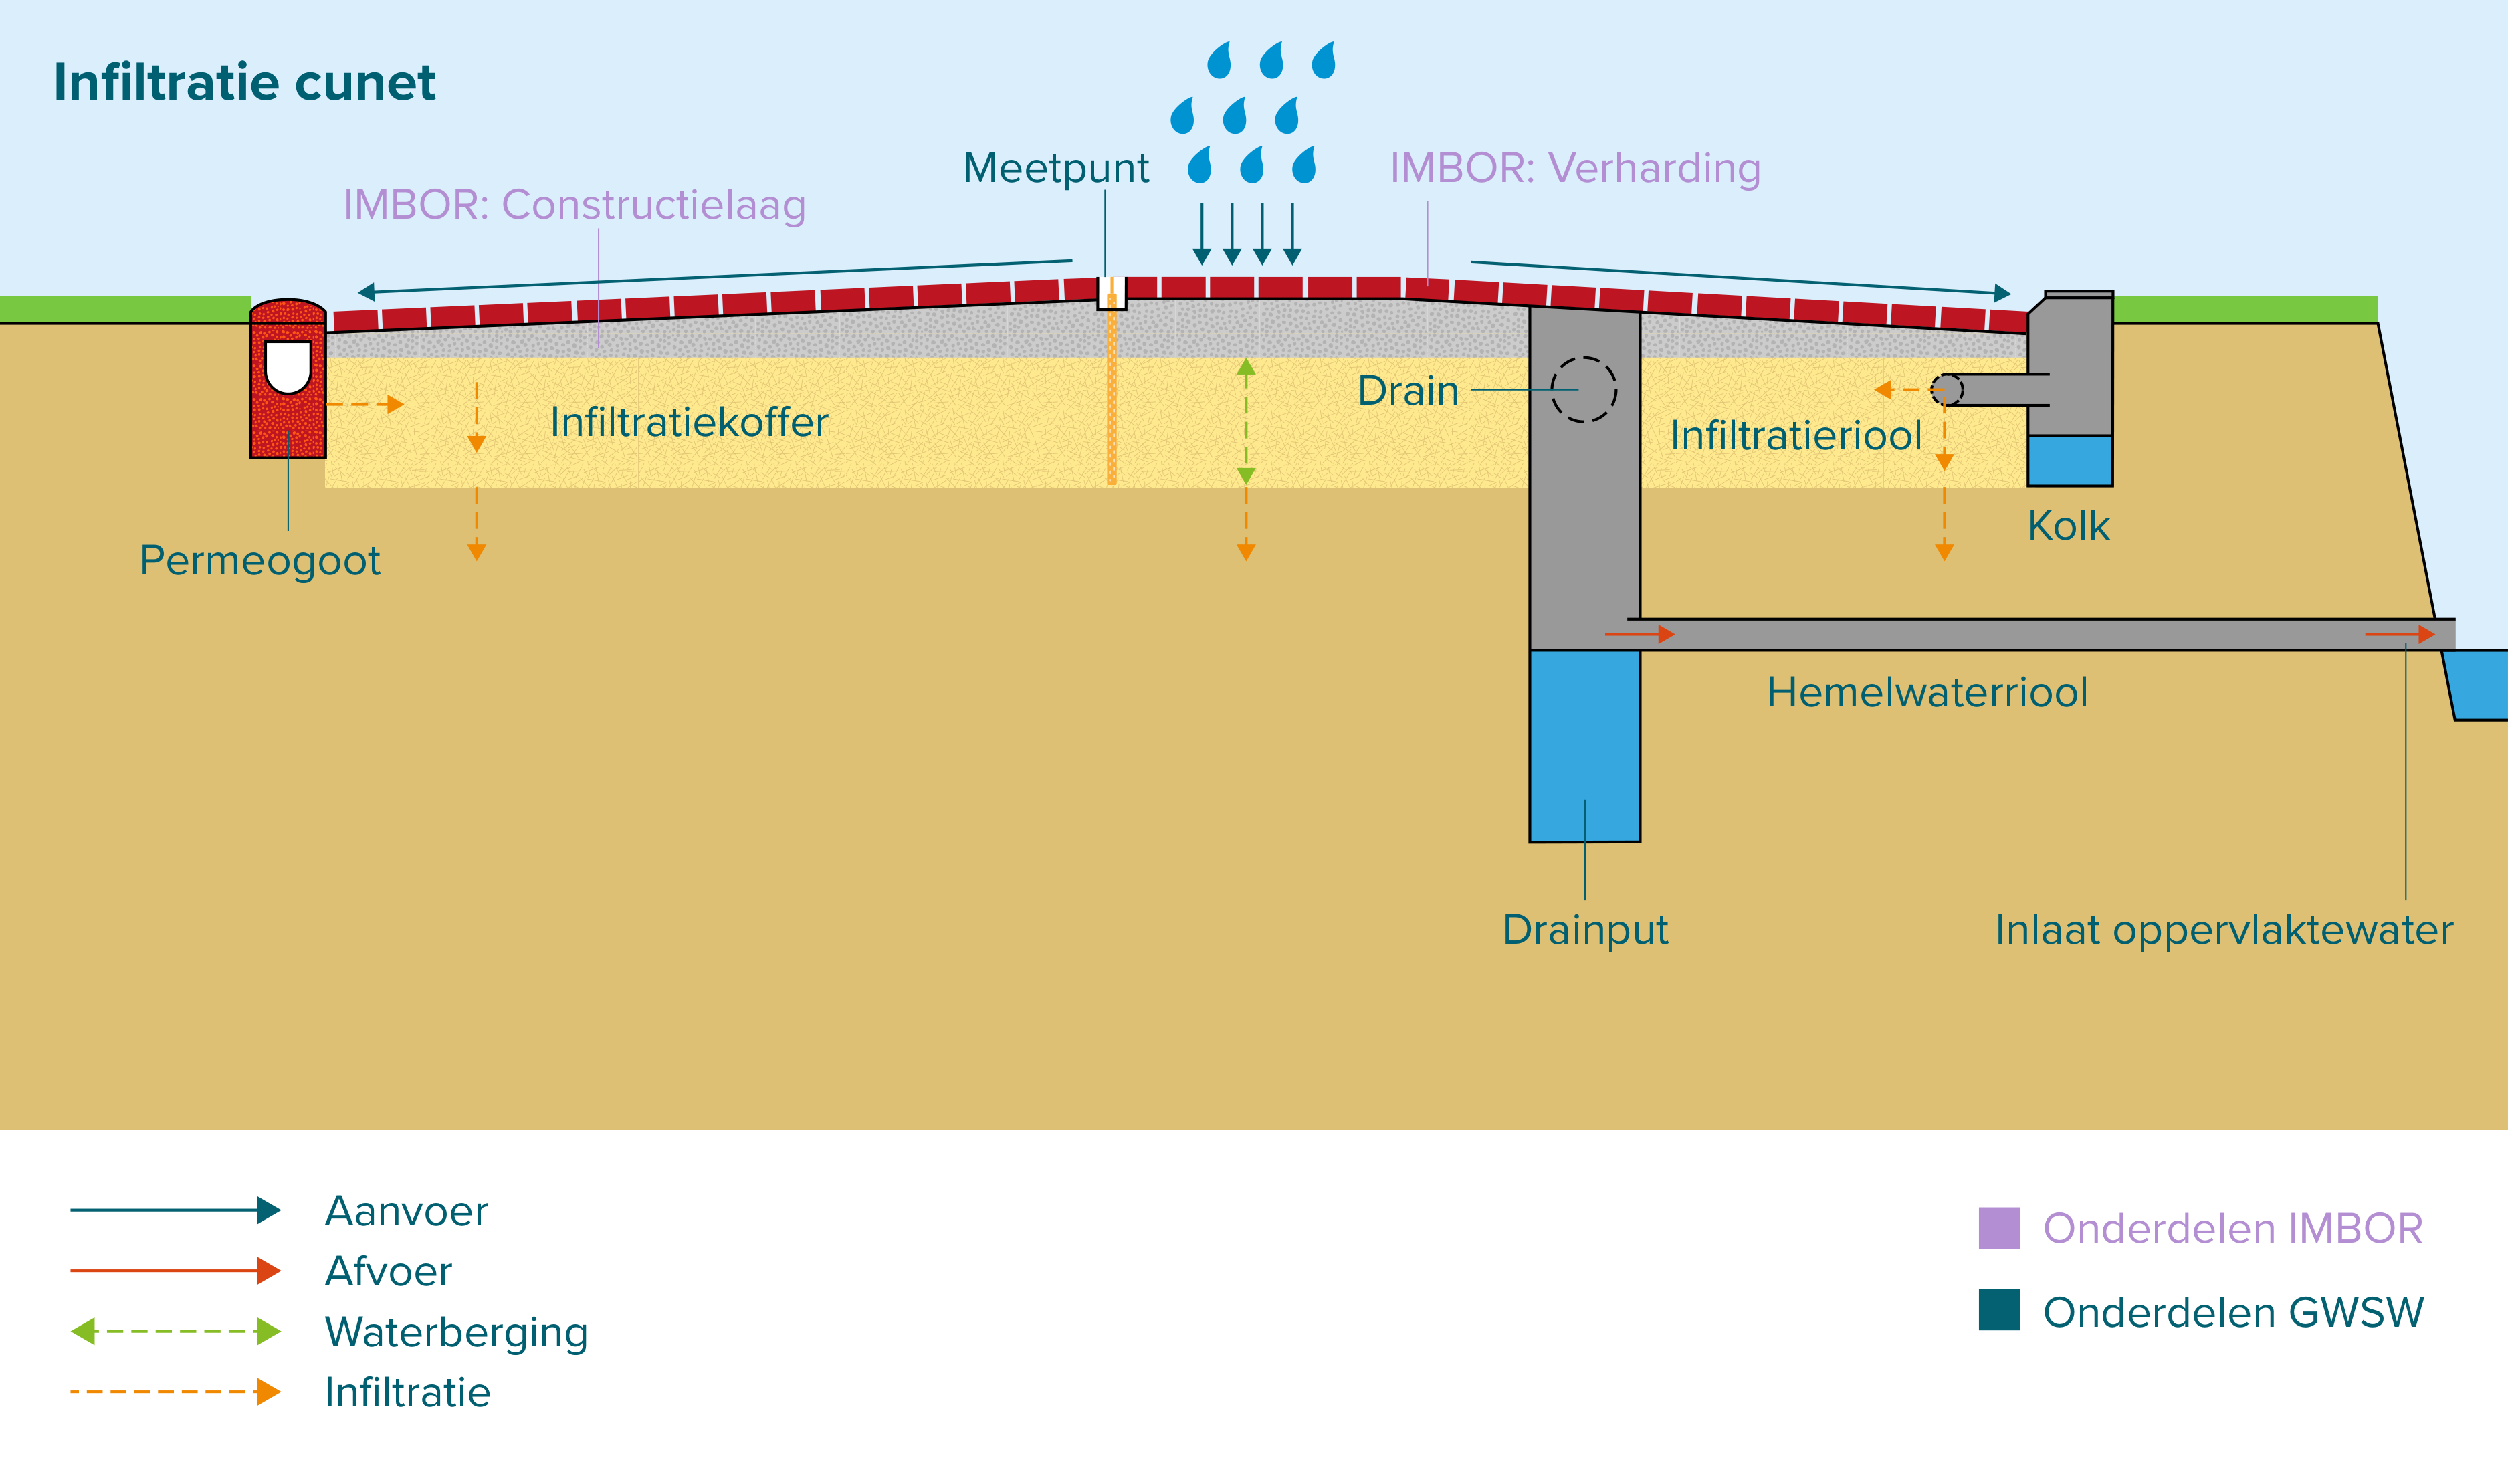 Infiltratie cunet
Meetpunt
IMBOR: Verharding
IMBOR: Constructielaag
Drain
Infiltratiekoffer
Infiltratieriool
Kolk
Permeogoot
Hemelwaterriool
Drainput
Inlaat oppervlaktewater
Aanvoer
Afvoer
Waterberging
Infiltratie
Onderdelen IMBOR
Onderdelen GWSW